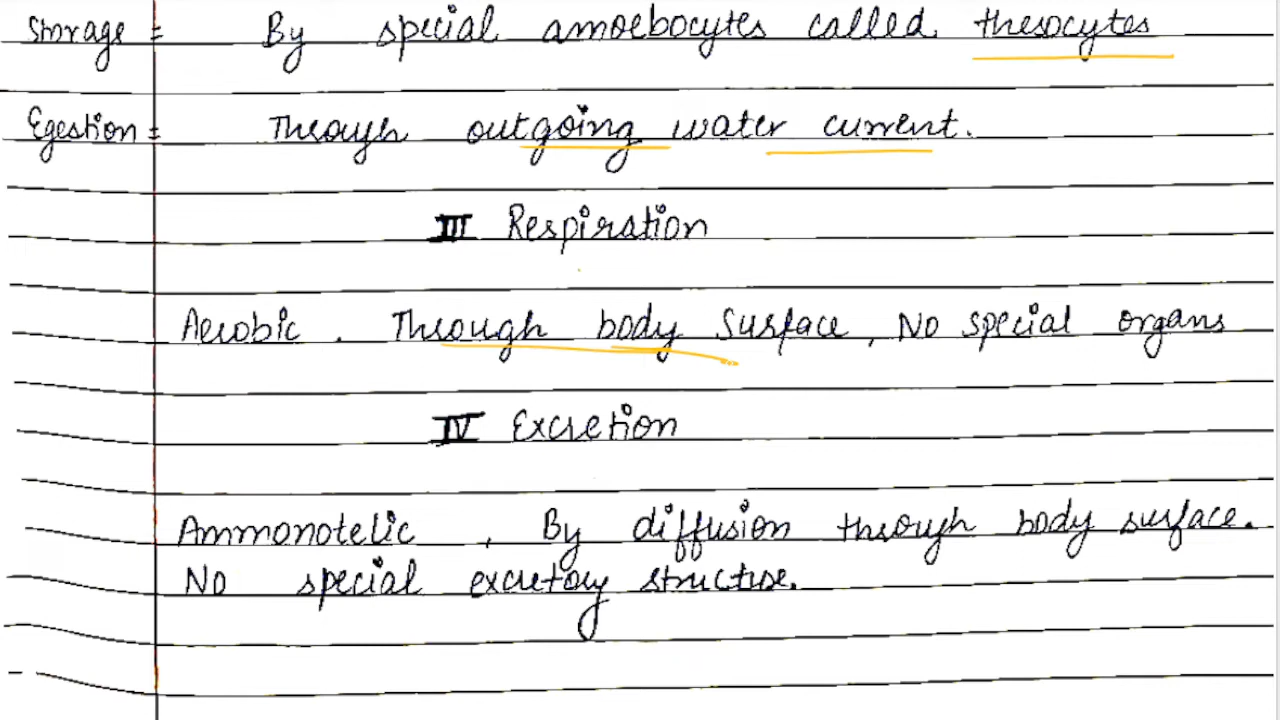 Storage = By special amoebocytes called. thesocytes
Egestion = Through outgoing water current.
III Respiration
Aerobic . Through body Surface, No special organs
IV Excretion
Ammonotelic , By diffusion through body surface.
No special excretory structure.